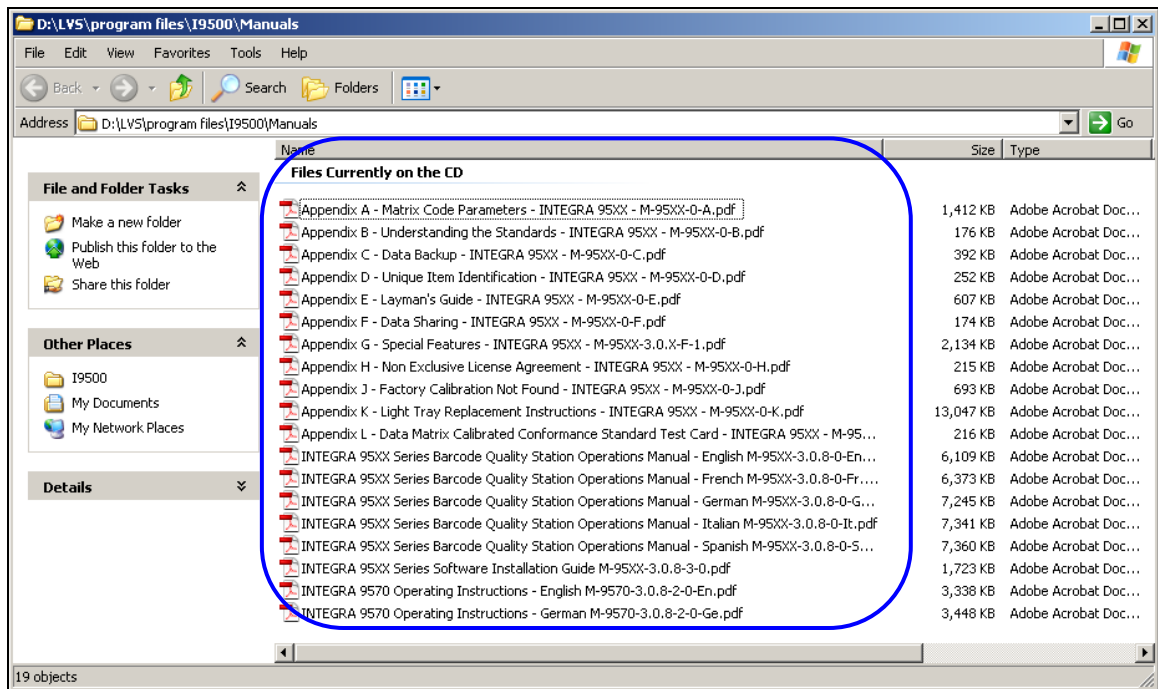 D:\LVS\program files\I9500\Manuals
File Edit View Favorites Tools Help
Back Search Folders
Address D:\LVS\program files\I9500\Manuals Go
Name Size Type
File and Folder Tasks
Make a new folder
Publish this folder to the
Web
Share this folder
Other Places
I9500
My Documents
My Network Places
Details
Files Currently on the CD
Appendix A - Matrix Code Parameters - INTEGRA 95XX - M-95XX-0-A.pdf 1,412 KB Adobe Acrobat Doc...
Appendix B - Understanding the Standards - INTEGRA 95XX - M-95XX-0-B.pdf 176 KB Adobe Acrobat Doc...
Appendix C - Data Backup - INTEGRA 95XX - M-95XX-0-C.pdf 392 KB Adobe Acrobat Doc...
Appendix D - Unique Item Identification - INTEGRA 95XX - M-95XX-0-D.pdf 252 KB Adobe Acrobat Doc...
Appendix E - Layman's Guide - INTEGRA 95XX - M-95XX-0-E.pdf 607 KB Adobe Acrobat Doc...
Appendix F - Data Sharing - INTEGRA 95XX - M-95XX-0-F.pdf 174 KB Adobe Acrobat Doc...
Appendix G - Special Features - INTEGRA 95XX - M-95XX-3.0.X-F-1.pdf 2,134 KB Adobe Acrobat Doc...
Appendix H - Non Exclusive License Agreement - INTEGRA 95XX - M-95XX-0-H.pdf 215 KB Adobe Acrobat Doc...
Appendix J - Factory Calibration Not Found - INTEGRA 95XX - M-95XX-0-J.pdf 693 KB Adobe Acrobat Doc...
Appendix K - Light Tray Replacement Instructions - INTEGRA 95XX - M-95XX-0-K.pdf 13,047 KB Adobe Acrobat Doc...
Appendix L - Data Matrix Calibrated Conformance Standard Test Card - INTEGRA 95XX - M-95... 216 KB Adobe Acrobat Doc...
INTEGRA 95XX Series Barcode Quality Station Operations Manual - English M-95XX-3.0.8-0-En... 6,109 KB Adobe Acrobat Doc...
INTEGRA 95XX Series Barcode Quality Station Operations Manual - French M-95XX-3.0.8-0-Fr.... 6,373 KB Adobe Acrobat Doc...
INTEGRA 95XX Series Barcode Quality Station Operations Manual - German M-95XX-3.0.8-0-G... 7,245 KB Adobe Acrobat Doc...
INTEGRA 95XX Series Barcode Quality Station Operations Manual - Italian M-95XX-3.0.8-0-It.pdf 7,341 KB Adobe Acrobat Doc...
INTEGRA 95XX Series Barcode Quality Station Operations Manual - Spanish M-95XX-3.0.8-0-S... 7,360 KB Adobe Acrobat Doc...
INTEGRA 95XX Series Software Installation Guide M-95XX-3.0.8-3-0.pdf 1,723 KB Adobe Acrobat Doc...
INTEGRA 9570 Operating Instructions - English M-9570-3.0.8-2-0-En.pdf 3,338 KB Adobe Acrobat Doc...
INTEGRA 9570 Operating Instructions - German M-9570-3.0.8-2-0-Ge.pdf 3,448 KB Adobe Acrobat Doc...
19 objects